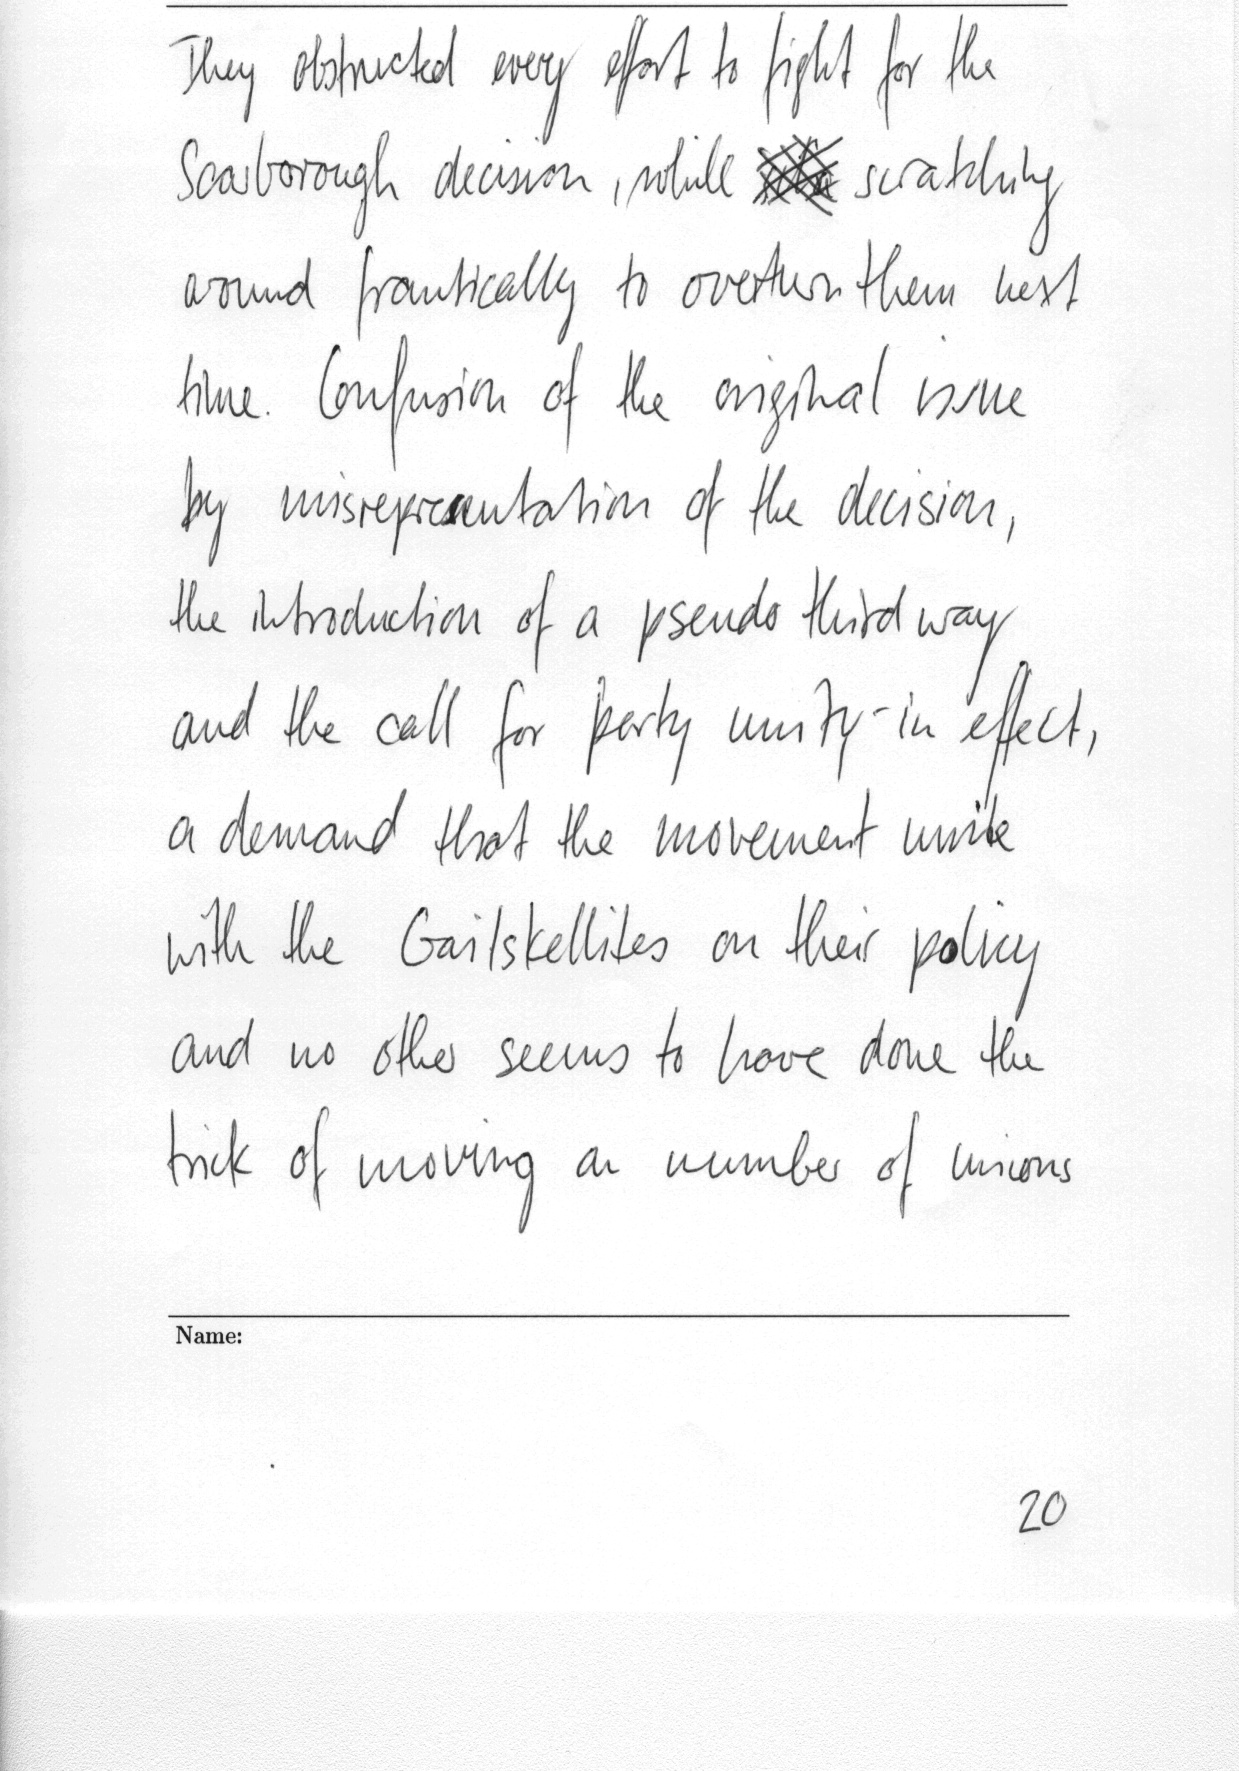 They obstructed every effort to fight for the
Scarborough decision, while scratching
around frantically to overturn them next
time. Confusion of the original issue
by misrepresentation of the decision,
the introduction of a pseudo third way
and the call for party unity-in effect,
a demand that the movement unite
with the Gaitskellites on their policy
and no other seems to have done the
trick of moving a number of unions
Name:
20